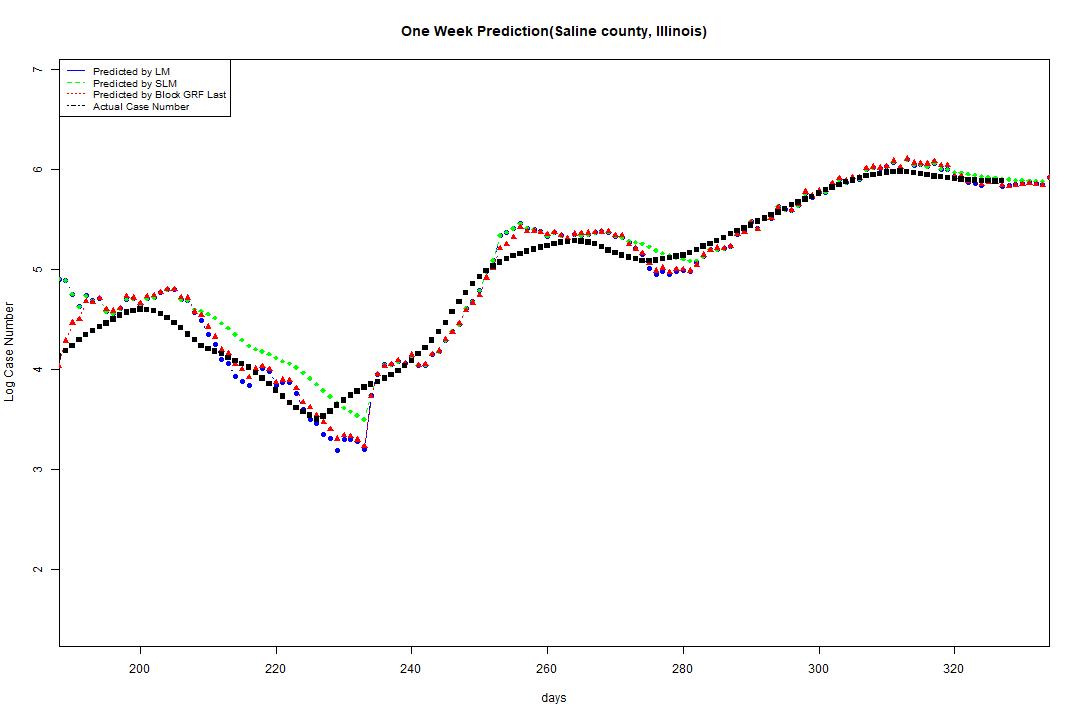 One Week Prediction(Saline county, Illinois)
Predicted by LM
Predicted by SLM
Predicted by Block GRF Last
Actual Case Number
7
6
5
4
3
2
Log Case Number
200 220 240 260 280 300 320
days